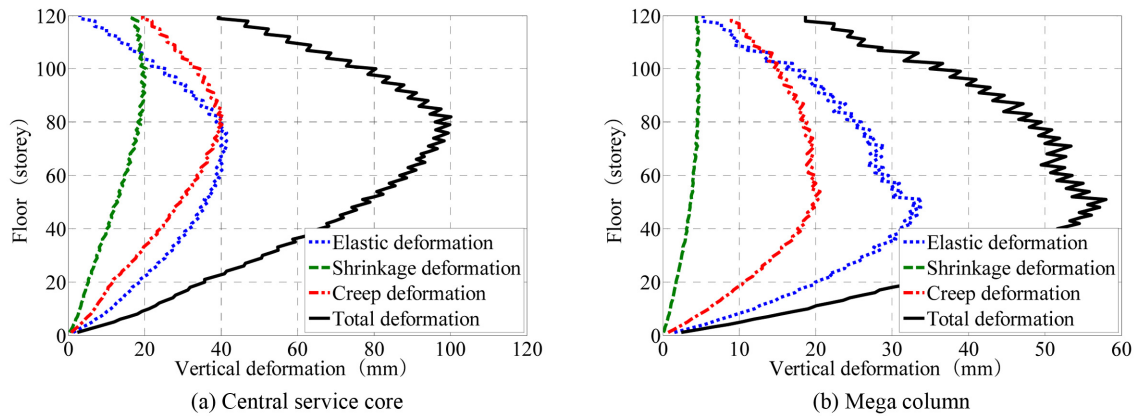 120
100
80
60
40
20
0
Floor（storey）
Elastic deformation
Shrinkage deformation
Creep deformation
Total deformation
0 20 40 60 80 100 120
Vertical deformation（mm）
(a) Central service core
120
100
80
60
40
20
0
Floor（storey）
Elastic deformation
Shrinkage deformation
Creep deformation
Total deformation
0 10 20 30 40 50 60
Vertical deformation（mm）
(b) Mega column